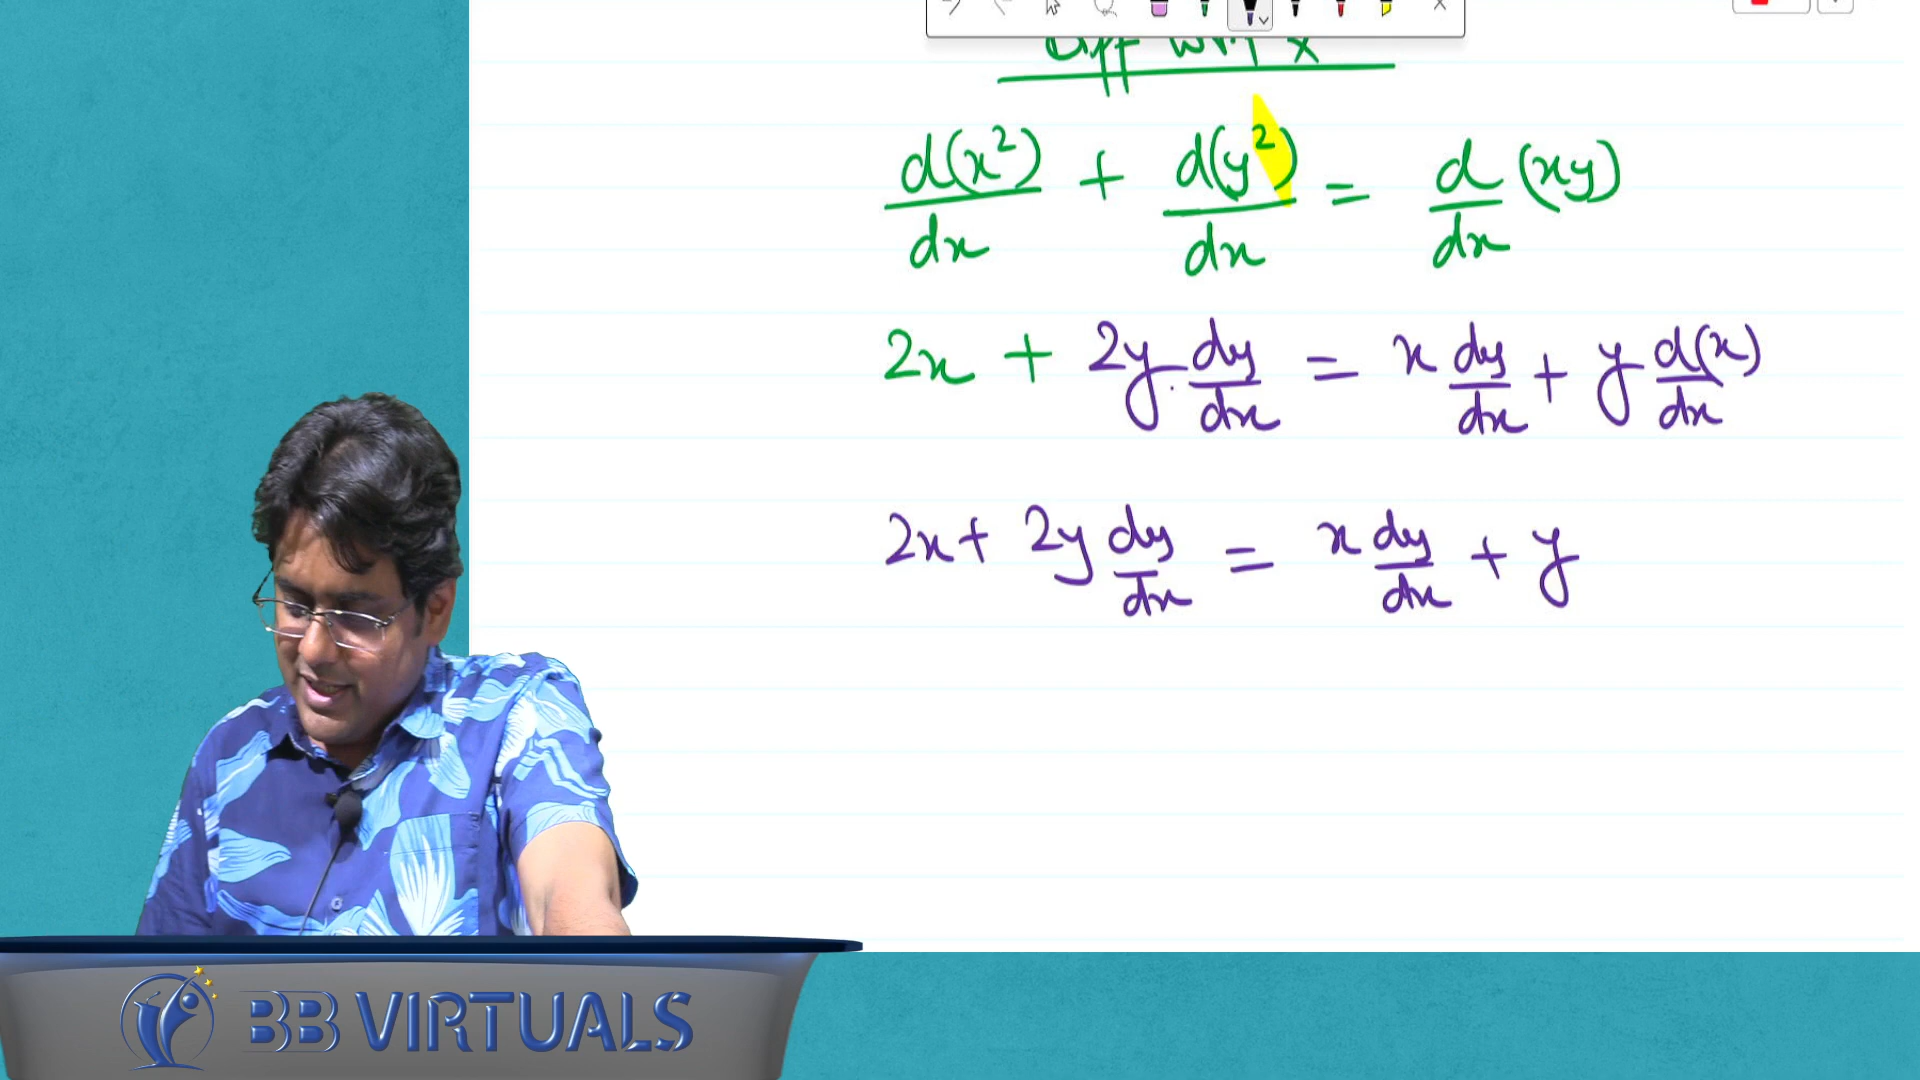 Diff w.r.t x
d(x²)/dx + d(y²)/dx = d/dx (xy)
2x + 2y · dy/dx = x dy/dx + y d(x)/dx
2x + 2y dy/dx = x dy/dx + y
BB VIRTUALS